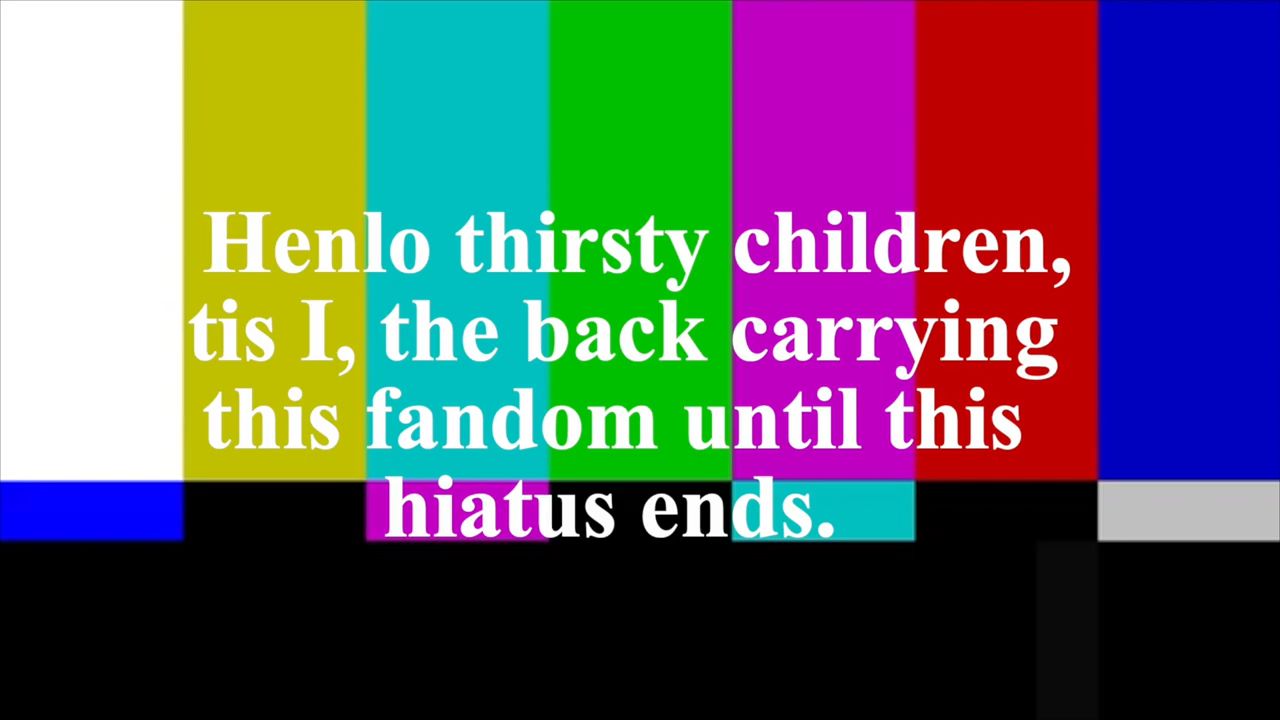 Henlo thirsty children,
tis I, the back carrying
this fandom until this
hiatus ends.